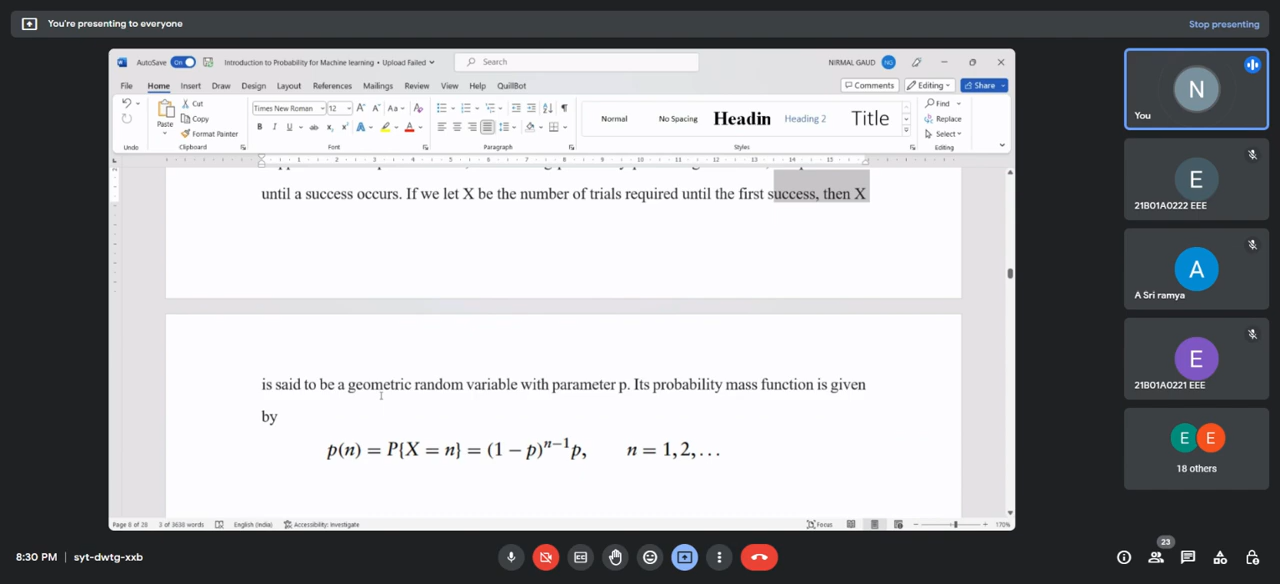 You're presenting to everyone
Stop presenting
AutoSave On Introduction to Probability for Machine learning • Upload Failed Search NIRMAL GAUD NG
File Home Insert Draw Design Layout References Mailings Review View Help QuillBot Comments Editing Share
Paste Cut Copy Format Painter
Times New Roman 12
Normal No Spacing Headin Heading 2 Title
Find Replace Select
Undo Clipboard Font Paragraph Styles Editing
until a success occurs. If we let X be the number of trials required until the first success, then X
is said to be a geometric random variable with parameter p. Its probability mass function is given
by
p(n) = P{X = n} = (1 − p)^{n−1}p, n = 1, 2, . . .
Page 8 of 28 3 of 3638 words English (India) Accessibility: Investigate Focus 170%
N
You
E
21B01A0222 EEE
A
A Sri ramya
E
21B01A0221 EEE
E E
18 others
8:30 PM | syt-dwtg-xxb
23